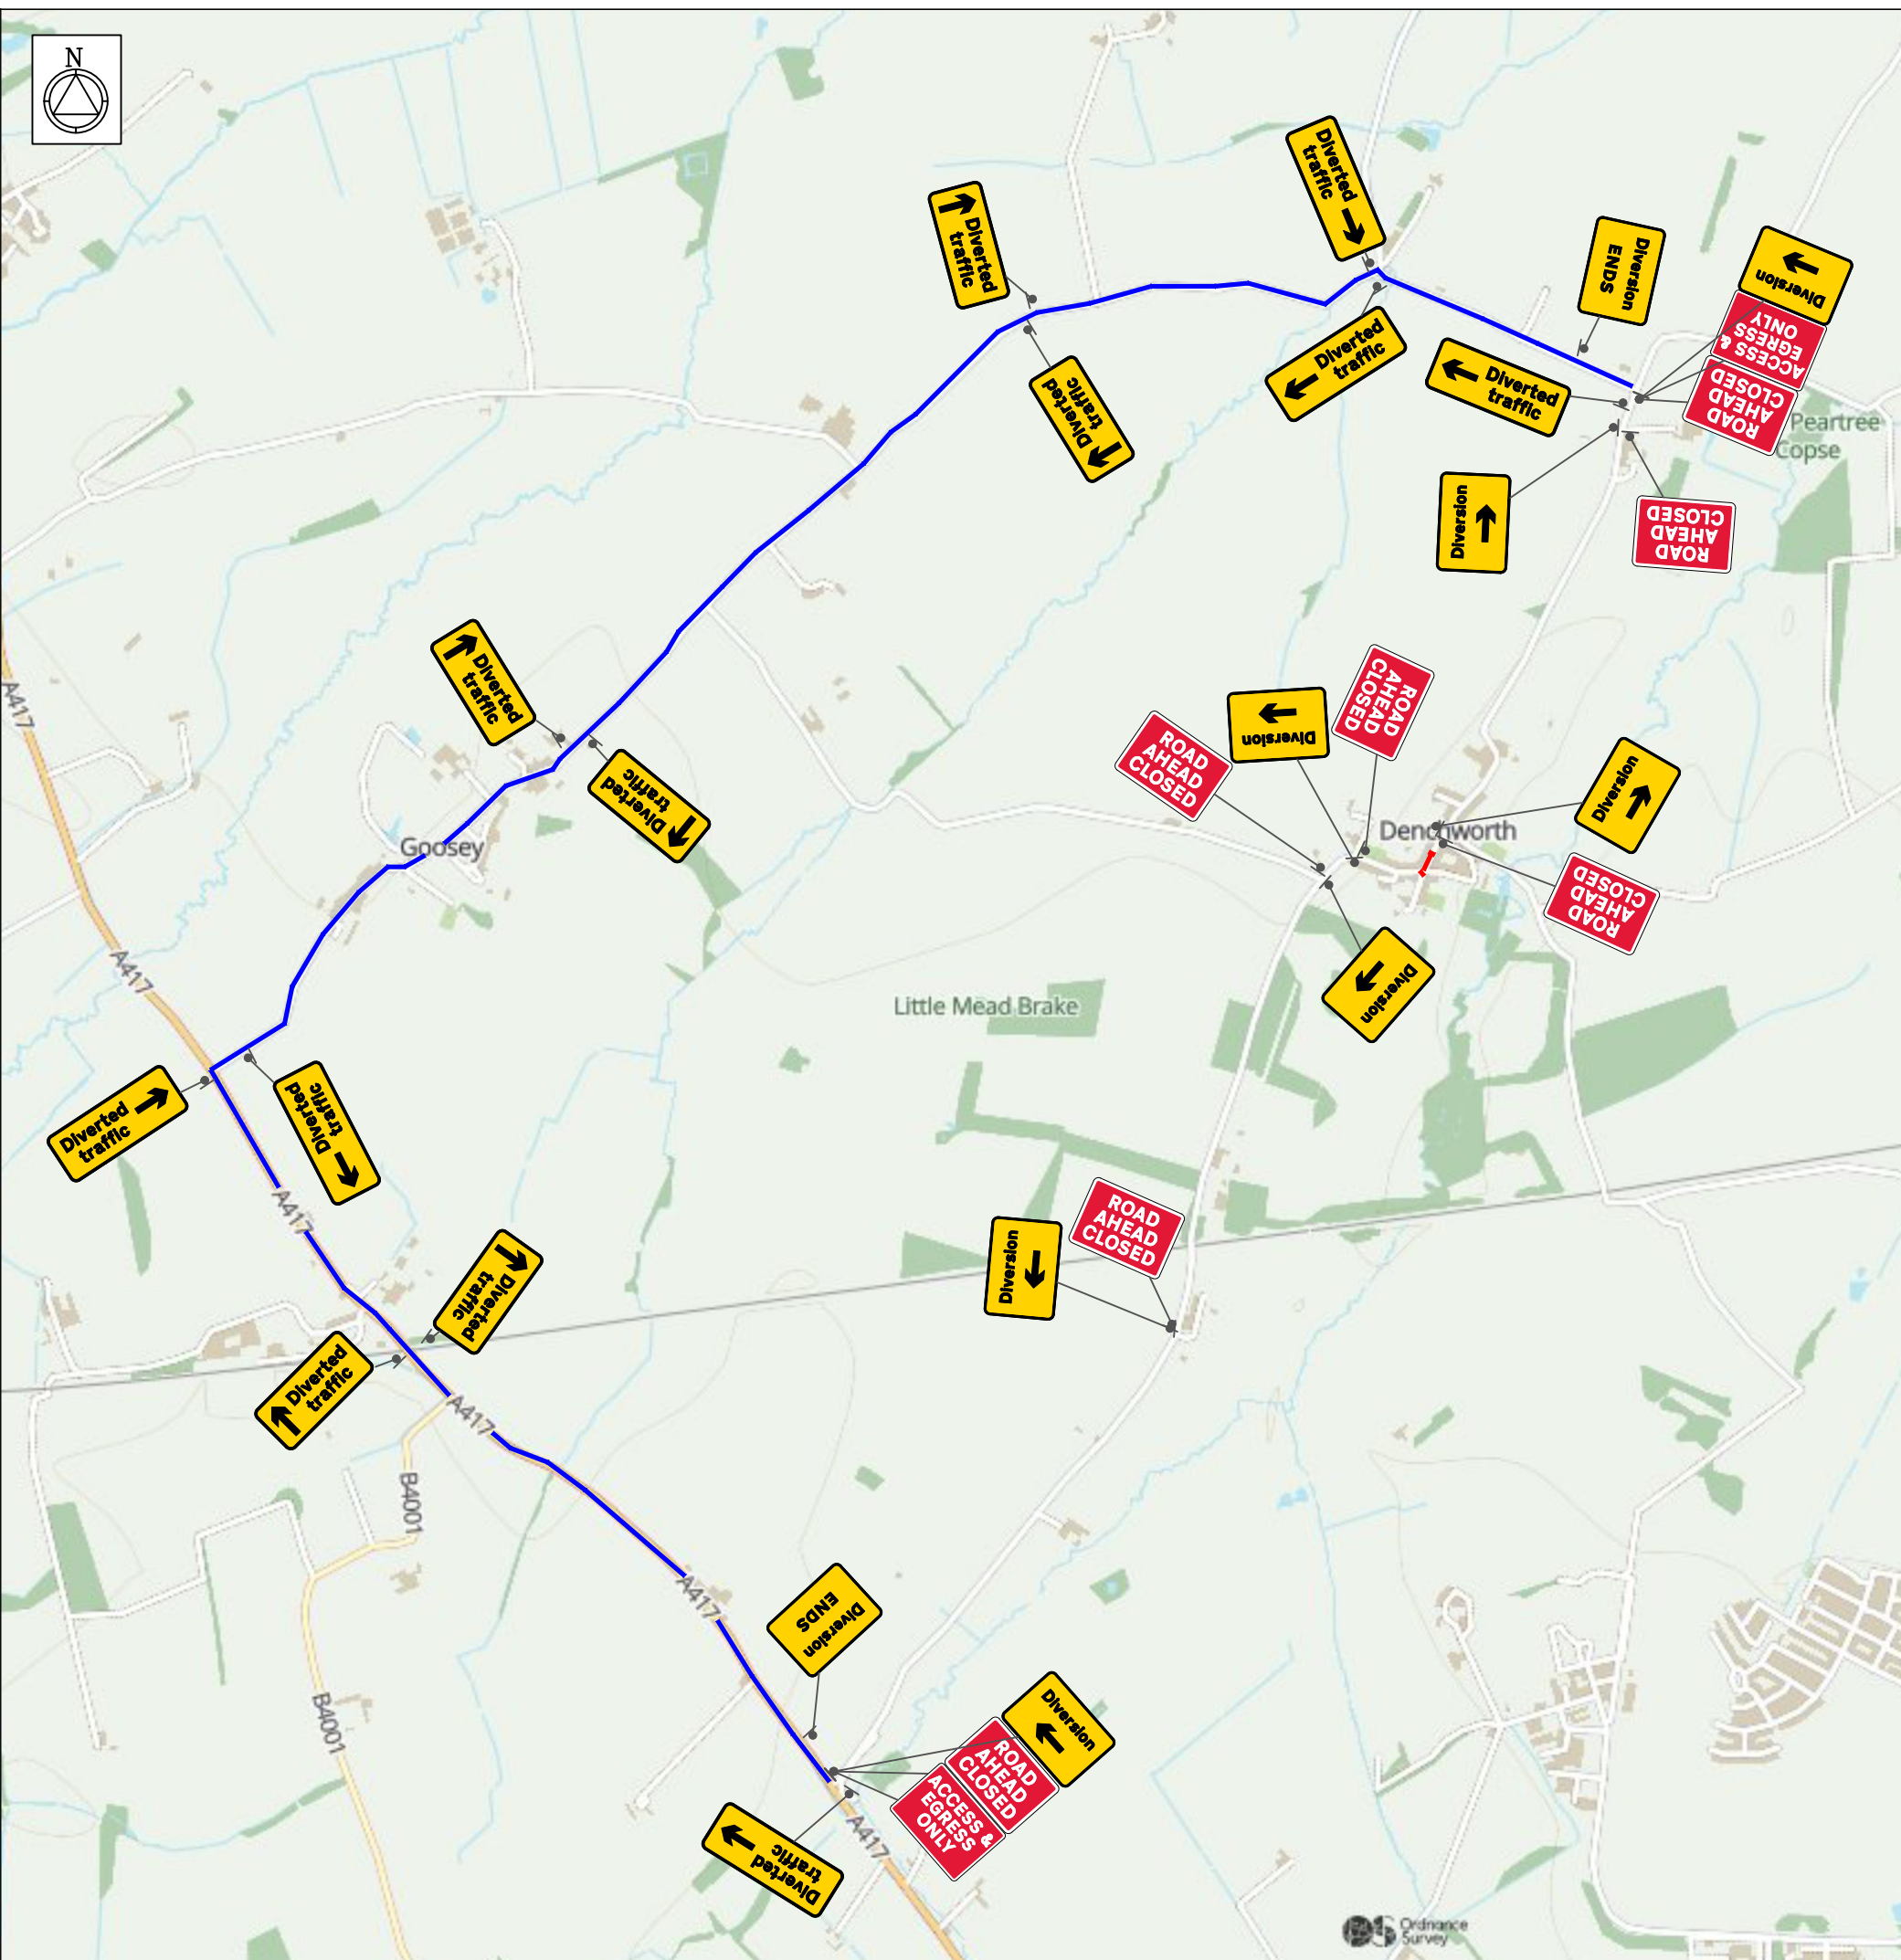 N
Diverted
traffic
Diverted
traffic
Diversion
ENDS
Diversion
ACCESS &
EGRESS
ONLY
ROAD
AHEAD
CLOSED
Diverted
traffic
Diverted
traffic
Diverted
traffic
Peartree
Copse
Diversion
ROAD
AHEAD
CLOSED
Diverted
traffic
Diverted
traffic
A417
Goosey
ROAD
AHEAD
CLOSED
Diversion
ROAD
AHEAD
CLOSED
Diversion
Denchworth
ROAD
AHEAD
CLOSED
Diversion
A417
Little Mead Brake
Diverted
traffic
Diverted
traffic
A417
Diversion
ROAD
AHEAD
CLOSED
Diverted
traffic
Diverted
traffic
A417
B4001
A417
Diversion
ENDS
B4001
Diversion
ROAD
AHEAD
CLOSED
ACCESS &
EGRESS
ONLY
Diverted
traffic
A417
OS
Ordnance
Survey